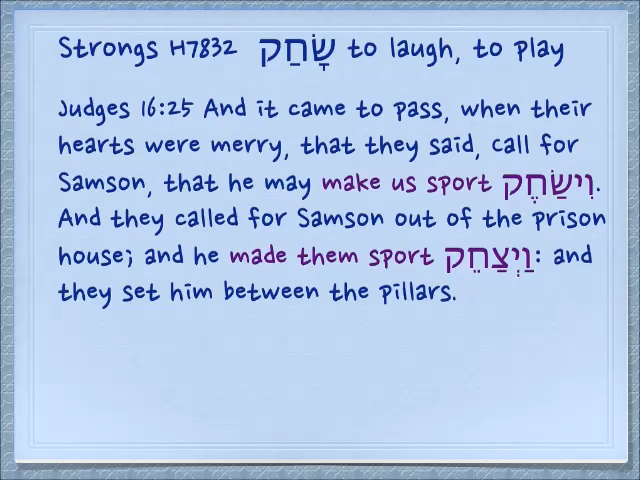 Strongs H7832 שָׂחַק to laugh, to play
Judges 16:25 And it came to pass, when their
hearts were merry, that they said, call for
Samson, that he may make us sport וִישַׂחֶק.
And they called for Samson out of the prison
house; and he made them sport וַיְצַחֵק: and
they set him between the pillars.